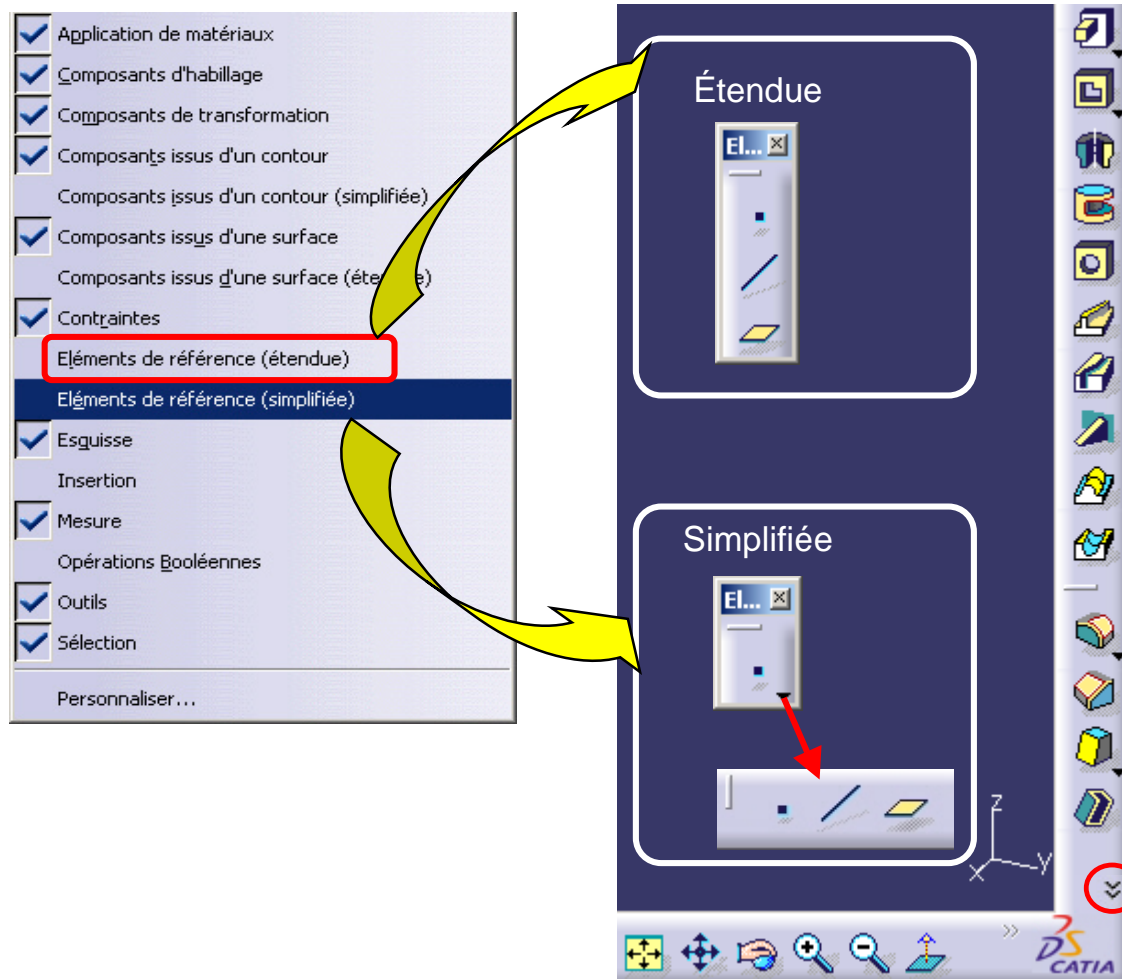 Application de matériaux
Composants d'habillage
Composants de transformation
Composants issus d'un contour
Composants issus d'un contour (simplifiée)
Composants issus d'une surface
Composants issus d'une surface (éte e)
Contraintes
Eléments de référence (étendue)
Eléments de référence (simplifiée)
Esquisse
Insertion
Mesure
Opérations Booléennes
Outils
Sélection
Personnaliser...
Étendue
El...
Simplifiée
El...
z
y
x
DS
CATIA